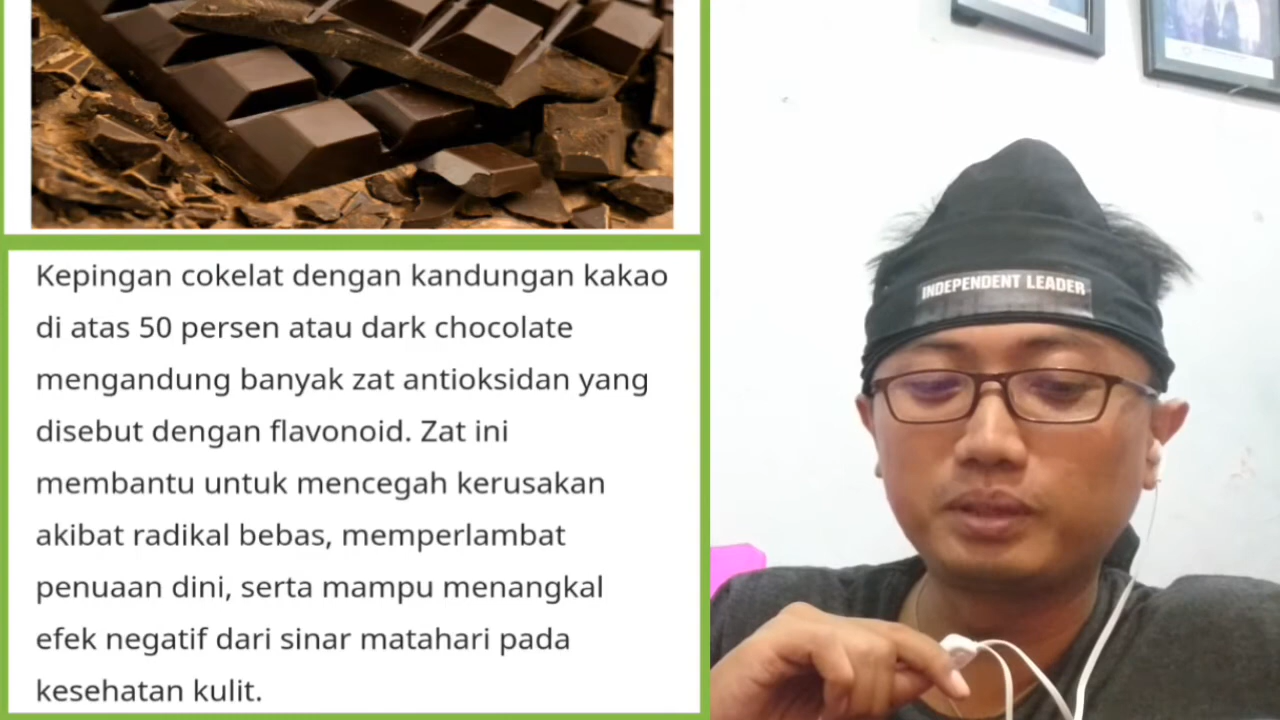 Kepingan cokelat dengan kandungan kakao
di atas 50 persen atau dark chocolate
mengandung banyak zat antioksidan yang
disebut dengan flavonoid. Zat ini
membantu untuk mencegah kerusakan
akibat radikal bebas, memperlambat
penuaan dini, serta mampu menangkal
efek negatif dari sinar matahari pada
kesehatan kulit.
INDEPENDENT LEADER